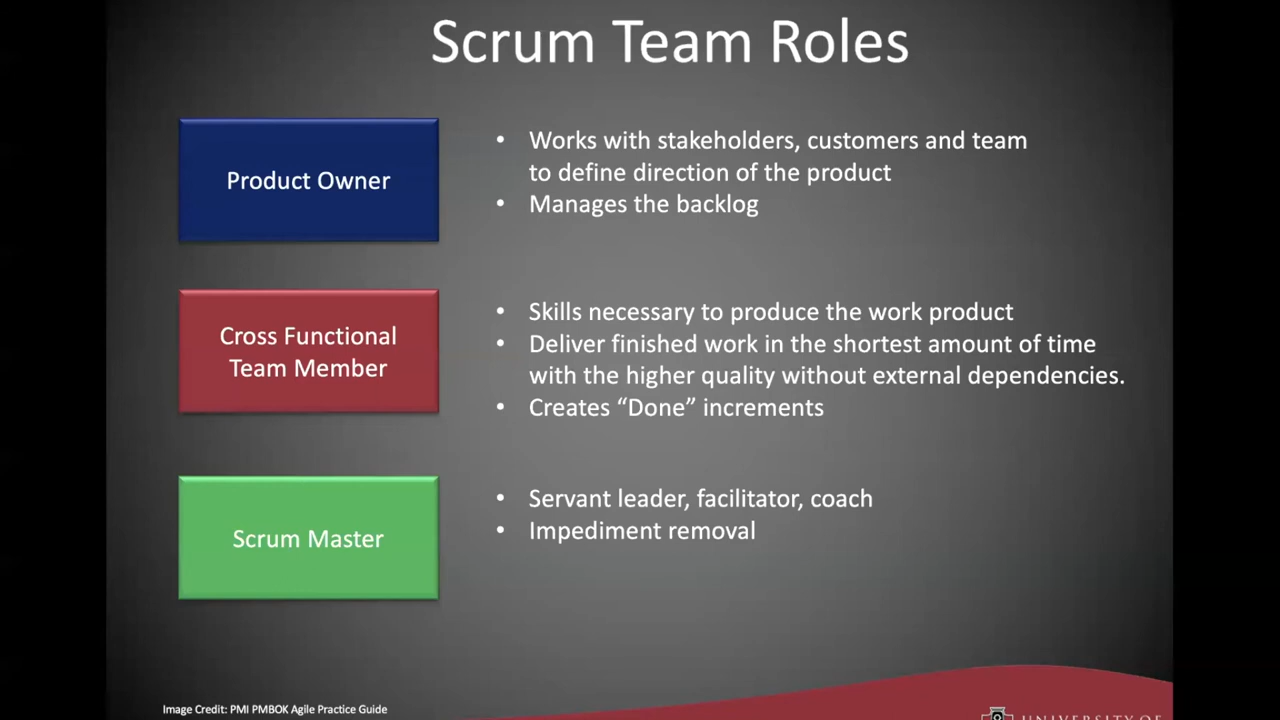 Scrum Team Roles
Product Owner
• Works with stakeholders, customers and team
to define direction of the product
• Manages the backlog
Cross Functional
Team Member
• Skills necessary to produce the work product
• Deliver finished work in the shortest amount of time
with the higher quality without external dependencies.
• Creates “Done” increments
Scrum Master
• Servant leader, facilitator, coach
• Impediment removal
Image Credit: PMI PMBOK Agile Practice Guide
UNIVERSITY OF